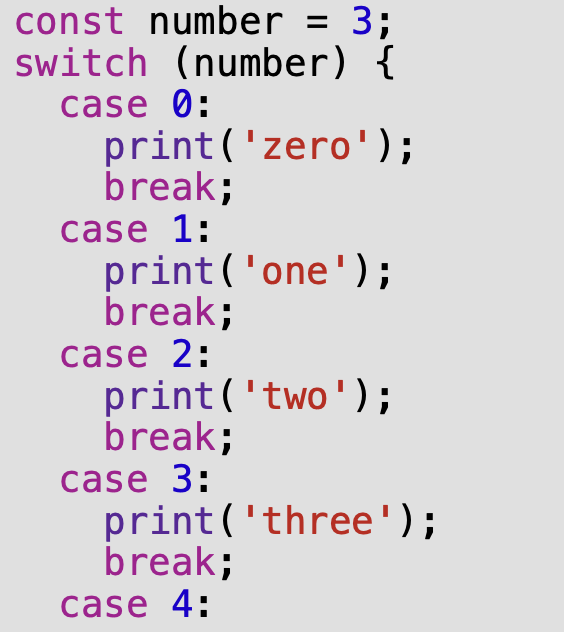 const number = 3;
switch (number) {
  case 0:
    print('zero');
    break;
  case 1:
    print('one');
    break;
  case 2:
    print('two');
    break;
  case 3:
    print('three');
    break;
  case 4: